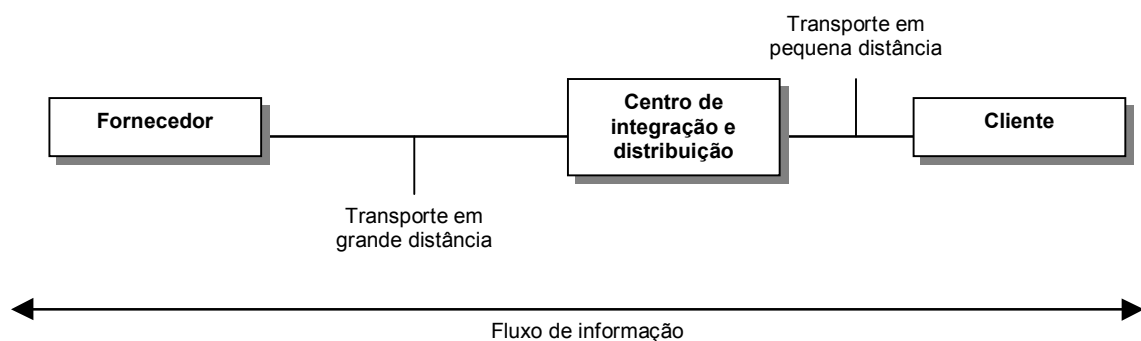 Transporte em
pequena distância
Fornecedor
Centro de
integração e
distribuição
Cliente
Transporte em
grande distância
Fluxo de informação